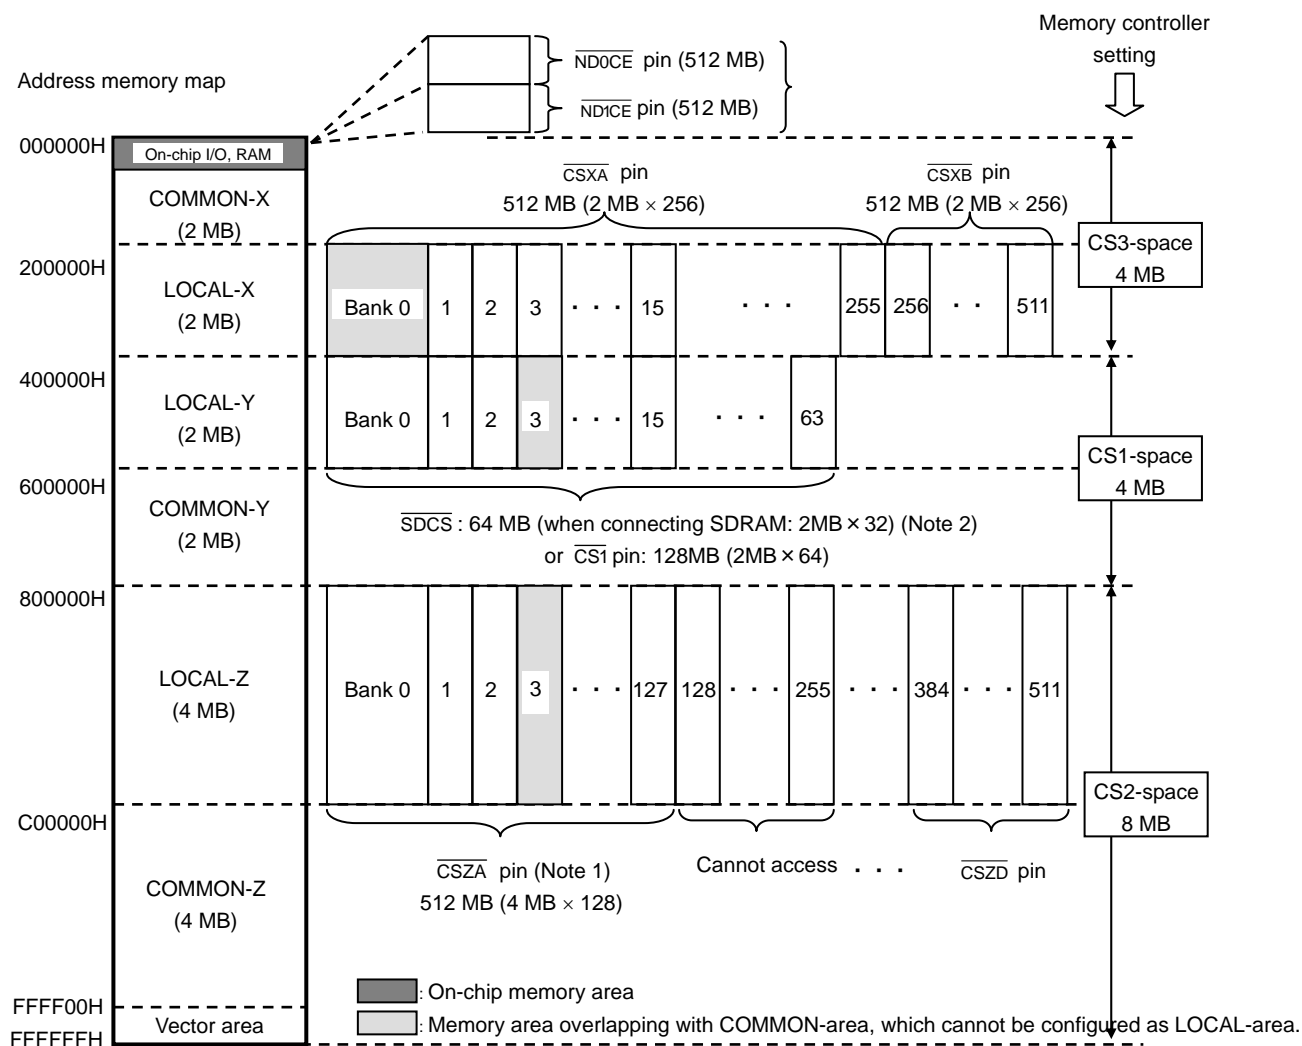 Memory controller
setting
ND0CE pin (512 MB)
Address memory map
ND1CE pin (512 MB)
000000H
On-chip I/O, RAM
CSXA pin
512 MB (2 MB × 256)
CSXB pin
512 MB (2 MB × 256)
COMMON-X
(2 MB)
CS3-space
4 MB
200000H
LOCAL-X
(2 MB)
Bank 0 1 2 3 · · · 15 · · · 255 256 · · 511
400000H
LOCAL-Y
(2 MB)
Bank 0 1 2 3 · · · 15 · · · 63
CS1-space
4 MB
600000H
COMMON-Y
(2 MB)
SDCS : 64 MB (when connecting SDRAM: 2MB × 32) (Note 2)
or CS1 pin: 128MB (2MB × 64)
800000H
LOCAL-Z
(4 MB)
Bank 0 1 2 3 · · · 127 128 · · · 255 · · · 384 · · · 511
CS2-space
8 MB
C00000H
CSZA pin (Note 1)
512 MB (4 MB × 128)
Cannot access · · · CSZD pin
COMMON-Z
(4 MB)
: On-chip memory area
FFFF00H
Vector area
: Memory area overlapping with COMMON-area, which cannot be configured as LOCAL-area.
FFFFFFH